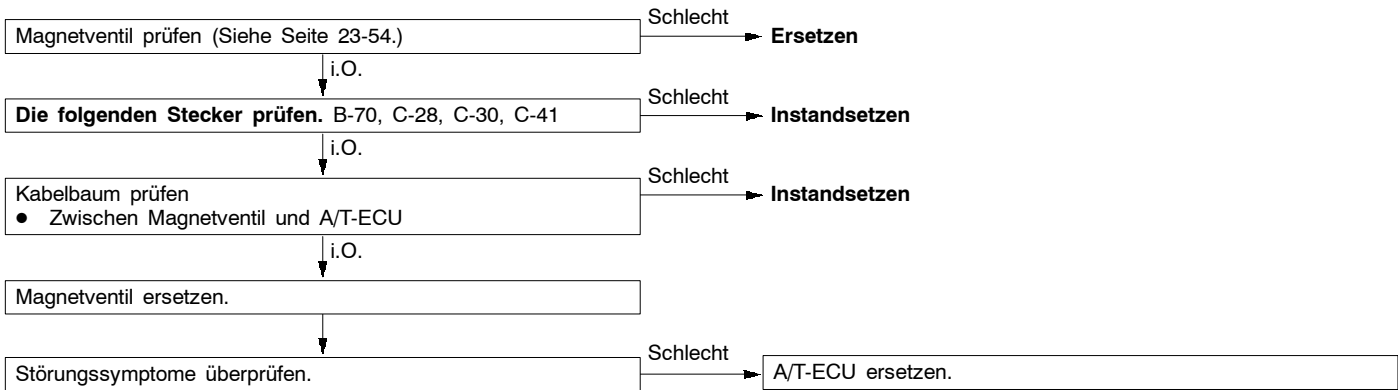 Magnetventil prüfen (Siehe Seite 23-54.)
Schlecht
Ersetzen
i.O.
Die folgenden Stecker prüfen. B-70, C-28, C-30, C-41
Schlecht
Instandsetzen
i.O.
Kabelbaum prüfen
● Zwischen Magnetventil und A/T-ECU
Schlecht
Instandsetzen
i.O.
Magnetventil ersetzen.
Störungssymptome überprüfen.
Schlecht
A/T-ECU ersetzen.